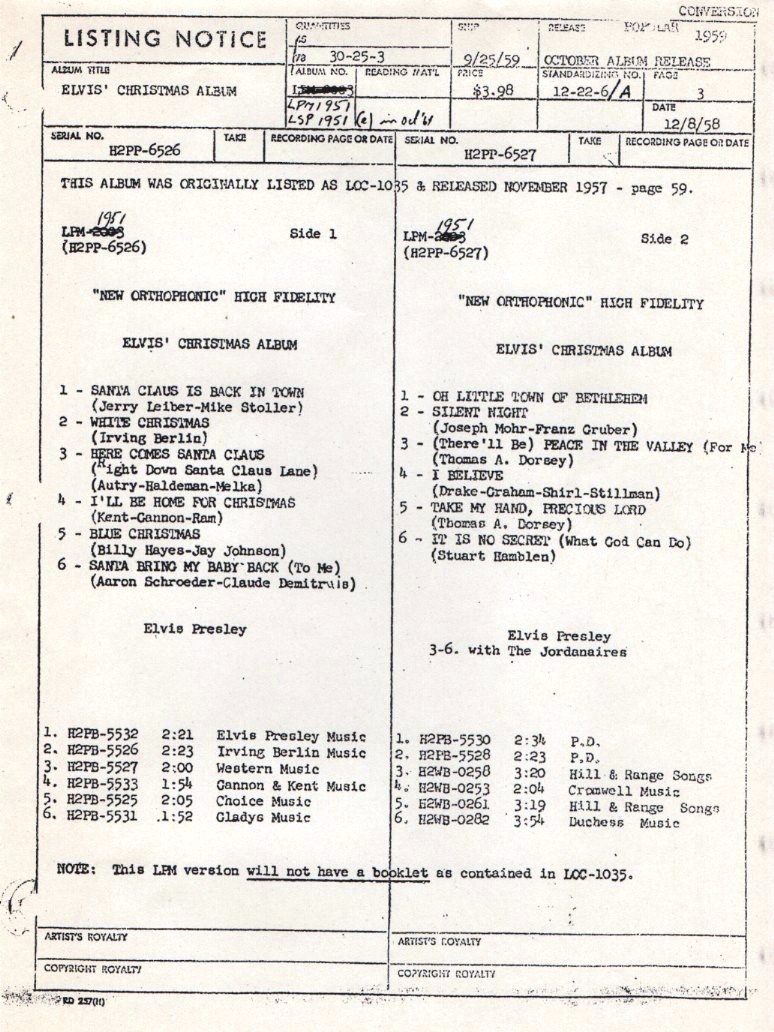 CONVERSION
LISTING NOTICE
QUANTITIES
30-25-3
SHIP
9/25/59
RELEASE
POPULAR 1959
OCTOBER ALBUM RELEASE
ALBUM TITLE
ELVIS' CHRISTMAS ALBUM
ALBUM NO.
READING MAT'L
LPM 1951
LSP 1951 (e) in Oct '61
PRICE
$3.98
STANDARDIZING NO.
12-22-6/A
PAGE
3
DATE
12/8/58
SERIAL NO.
H2PP-6526
TAKE
RECORDING PAGE OR DATE
SERIAL NO.
H2PP-6527
TAKE
RECORDING PAGE OR DATE
THIS ALBUM WAS ORIGINALLY LISTED AS LOC-1035 & RELEASED NOVEMBER 1957 - page 59.
1951
LPM-2003 Side 1
(H2PP-6526)
"NEW ORTHOPHONIC" HIGH FIDELITY
ELVIS' CHRISTMAS ALBUM
1 - SANTA CLAUS IS BACK IN TOWN
(Jerry Leiber-Mike Stoller)
2 - WHITE CHRISTMAS
(Irving Berlin)
3 - HERE COMES SANTA CLAUS
(Right Down Santa Claus Lane)
(Autry-Haldeman-Melka)
4 - I'LL BE HOME FOR CHRISTMAS
(Kent-Gannon-Ram)
5 - BLUE CHRISTMAS
(Billy Hayes-Jay Johnson)
6 - SANTA BRING MY BABY BACK (To Me)
(Aaron Schroeder-Claude Demitruis)
Elvis Presley
1. H2PB-5532 2:21 Elvis Presley Music
2. H2PB-5526 2:23 Irving Berlin Music
3. H2PB-5527 2:00 Western Music
4. H2PB-5533 1:54 Gannon & Kent Music
5. H2PB-5525 2:05 Choice Music
6. H2PB-5531 1:52 Gladys Music
1951
LPM-2003 Side 2
(H2PP-6527)
"NEW ORTHOPHONIC" HIGH FIDELITY
ELVIS' CHRISTMAS ALBUM
1 - OH LITTLE TOWN OF BETHLEHEM
2 - SILENT NIGHT
(Joseph Mohr-Franz Gruber)
3 - (There'll Be) PEACE IN THE VALLEY (For Me)
(Thomas A. Dorsey)
4 - I BELIEVE
(Drake-Graham-Shirl-Stillman)
5 - TAKE MY HAND, PRECIOUS LORD
(Thomas A. Dorsey)
6 - IT IS NO SECRET (What God Can Do)
(Stuart Hamblen)
Elvis Presley
3-6. with The Jordanaires
1. H2PB-5530 2:34 P.D.
2. H2PB-5528 2:23 P.D.
3. H2WB-0258 3:20 Hill & Range Songs
4. H2WB-0253 2:04 Cromwell Music
5. H2WB-0261 3:19 Hill & Range Songs
6. H2WB-0282 3:54 Duchess Music
NOTE: This LPM version will not have a booklet as contained in LOC-1035.
ARTIST'S ROYALTY
COPYRIGHT ROYALTY
ARTIST'S ROYALTY
COPYRIGHT ROYALTY
RD 257(H)